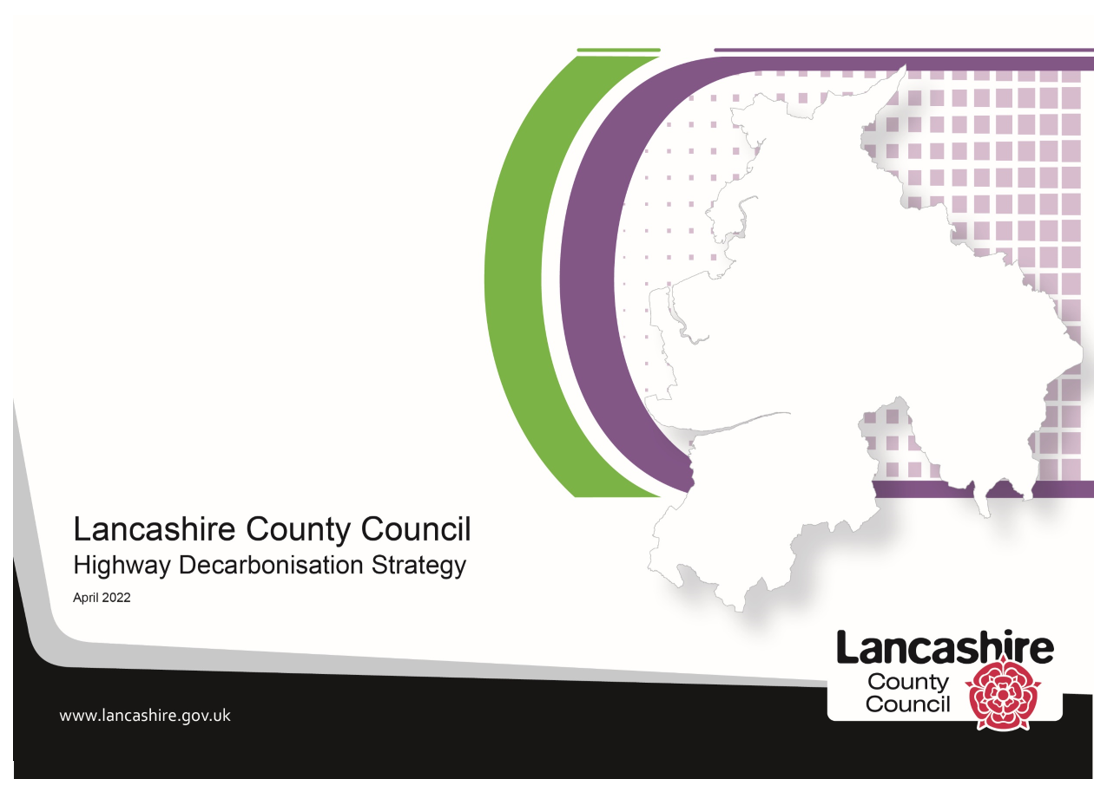 Lancashire County Council
Highway Decarbonisation Strategy
April 2022
www.lancashire.gov.uk
Lancashire
County
Council